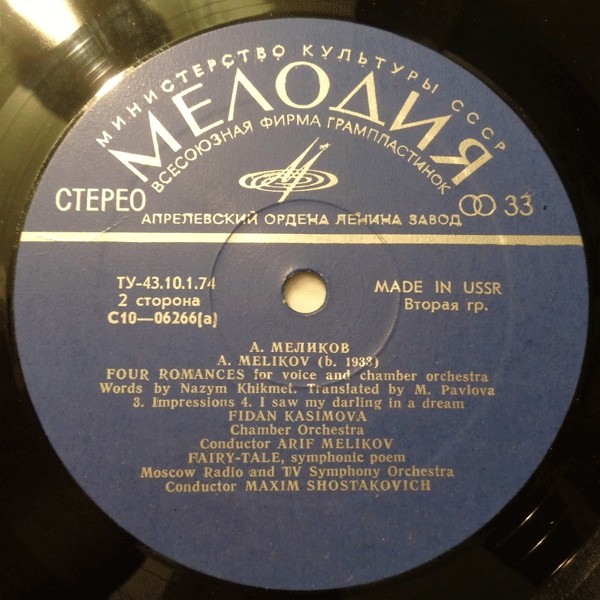 МИНИСТЕРСТВО КУЛЬТУРЫ СССР
МЕЛОДИЯ
ВСЕСОЮЗНАЯ ФИРМА ГРАМПЛАСТИНОК
СТЕРЕО
33
АПРЕЛЕВСКИЙ ОРДЕНА ЛЕНИНА ЗАВОД
ТУ-43.10.1.74
2 сторона
С10—06266(а)
MADE IN USSR
Вторая гр.
А. МЕЛИКОВ
A. MELIKOV (b. 1933)
FOUR ROMANCES for voice and chamber orchestra
Words by Nazym Khikmet. Translated by M. Pavlova
3. Impressions 4. I saw my darling in a dream
FIDAN KASIMOVA
Chamber Orchestra
Conductor ARIF MELIKOV
FAIRY-TALE, symphonic poem
Moscow Radio and TV Symphony Orchestra
Conductor MAXIM SHOSTAKOVICH